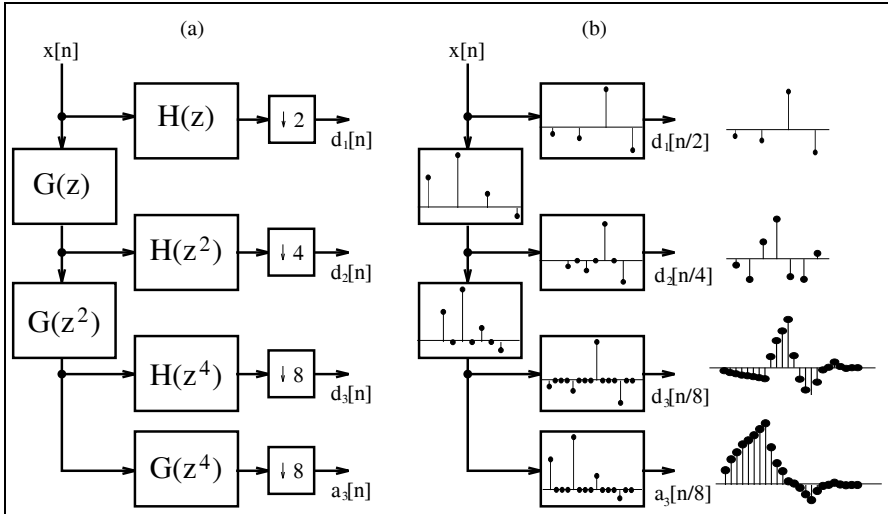 (a)
x[n]
H(z)
↓ 2
d₁[n]
G(z)
H(z²)
↓ 4
d₂[n]
G(z²)
H(z⁴)
↓ 8
d₃[n]
G(z⁴)
↓ 8
a₃[n]
(b)
x[n]
d₁[n/2]
d₂[n/4]
d₃[n/8]
a₃[n/8]